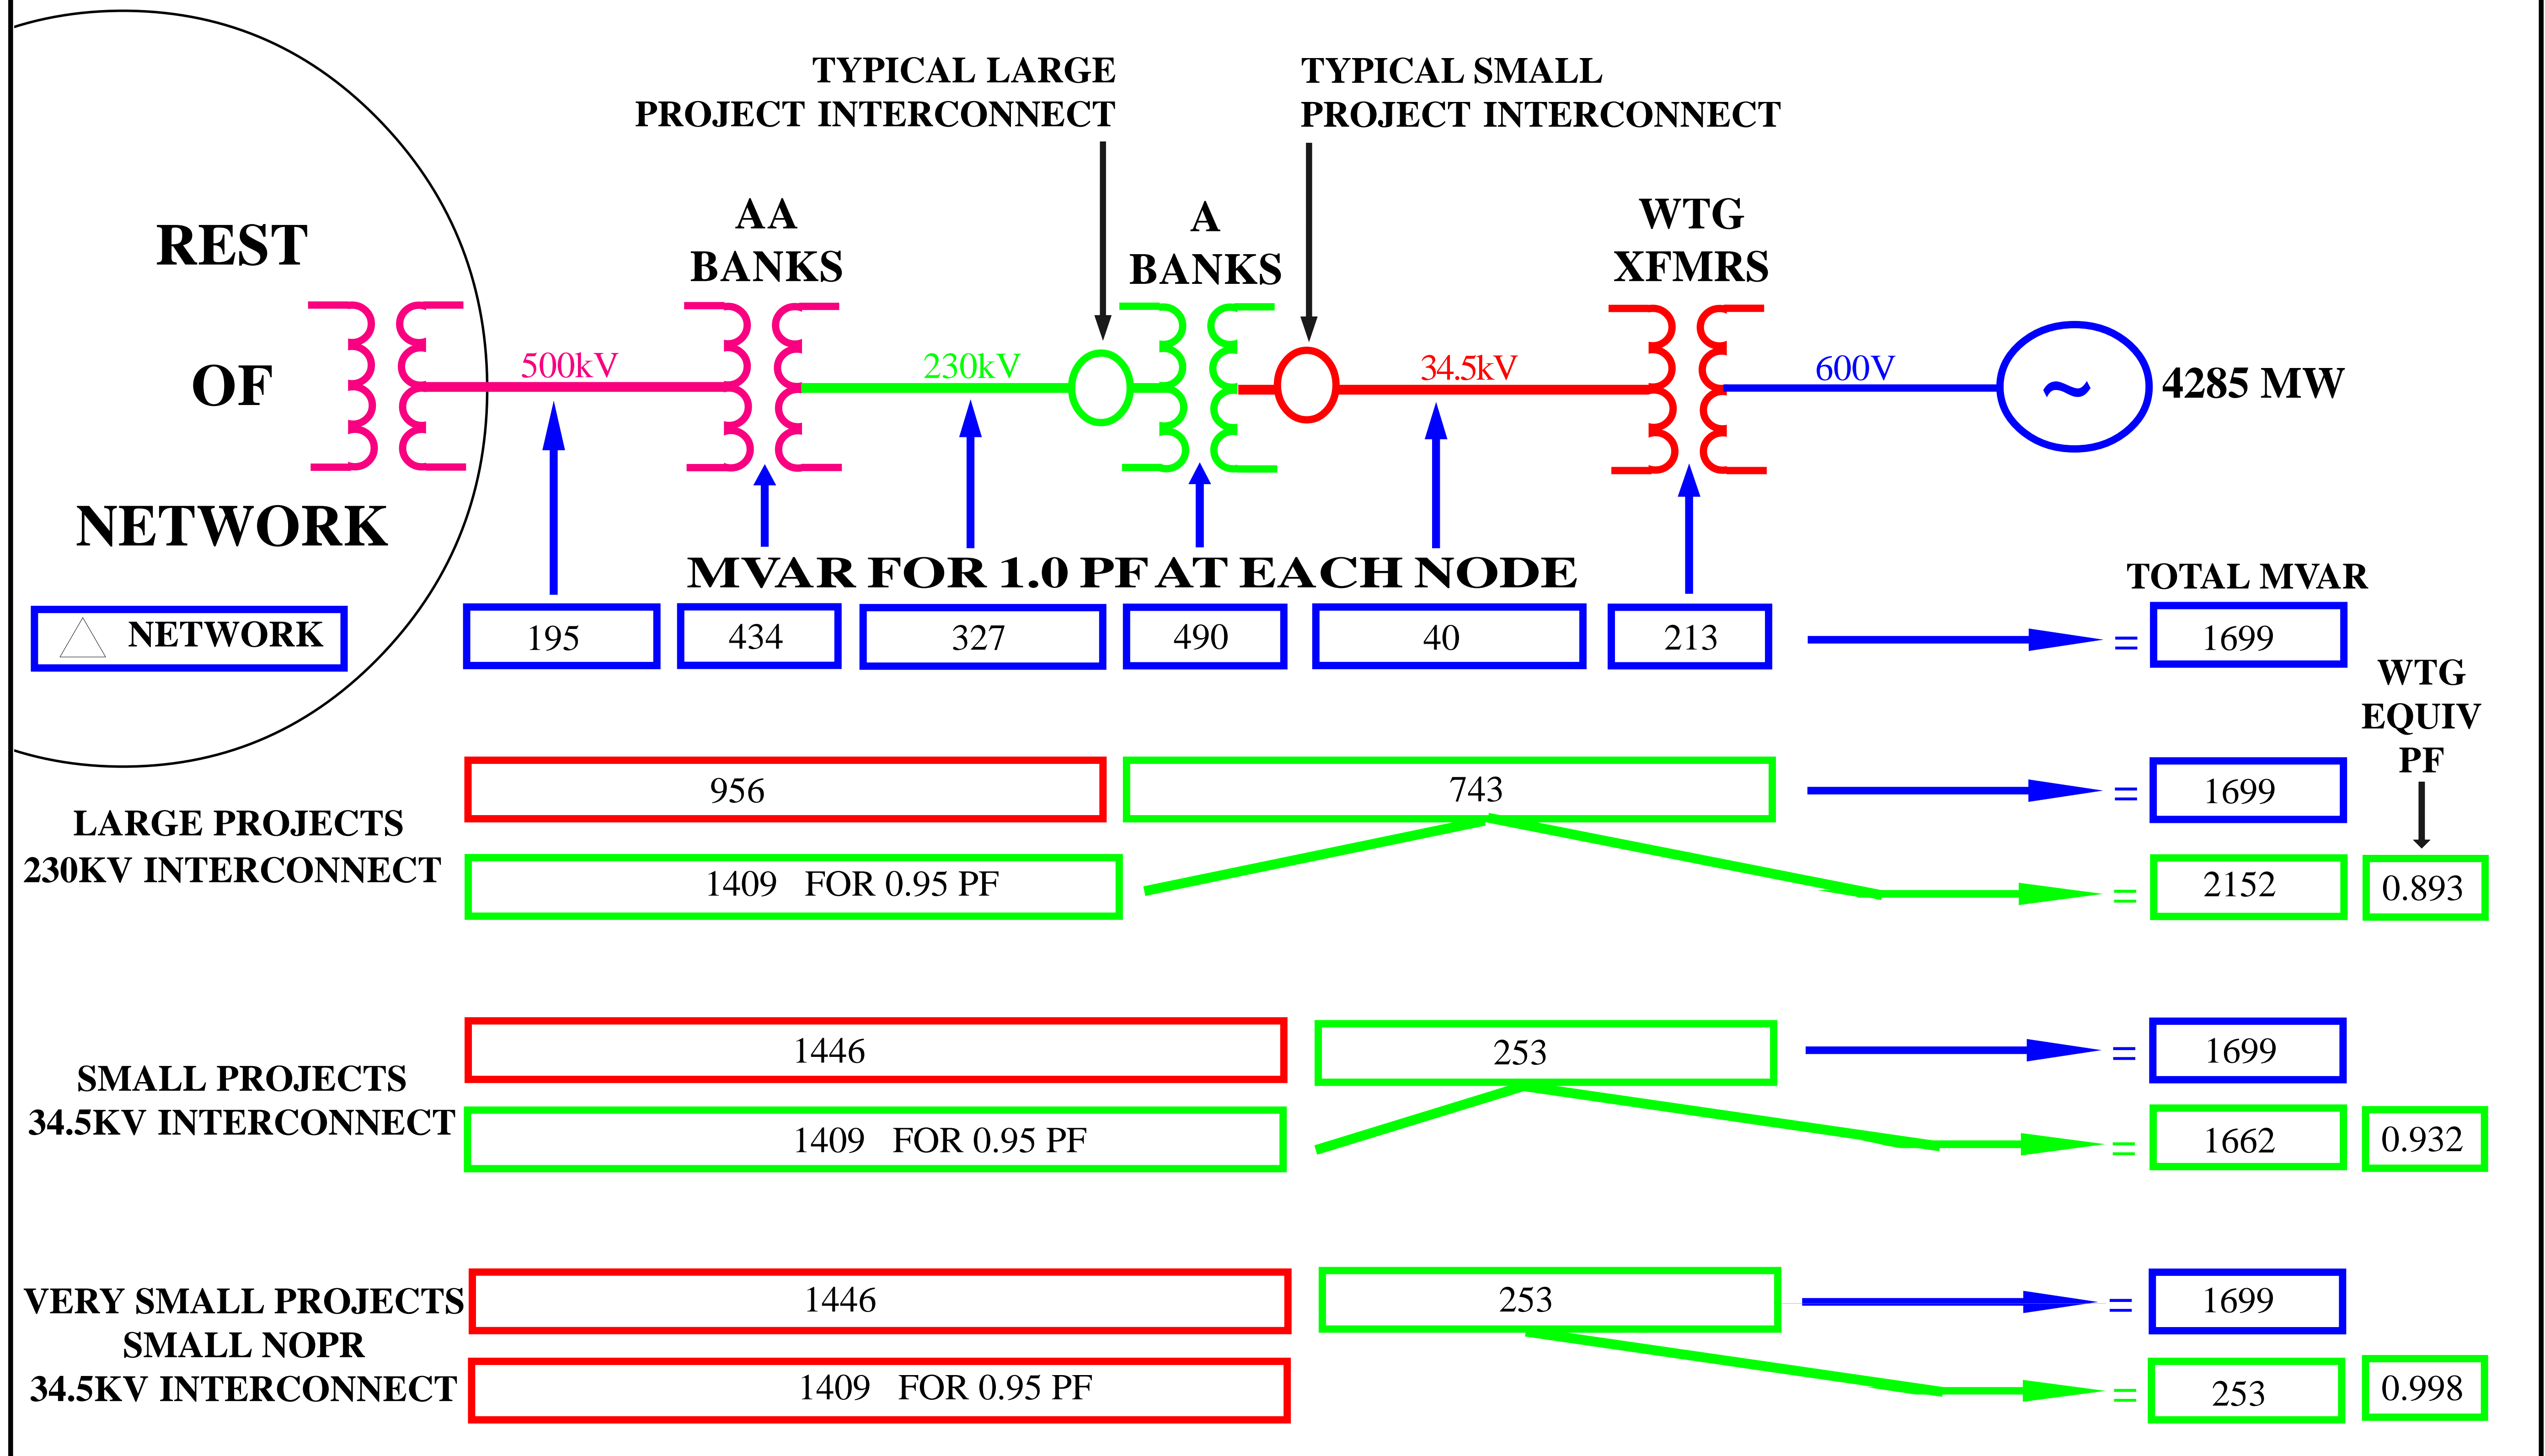 TYPICAL LARGE
PROJECT INTERCONNECT
TYPICAL SMALL
PROJECT INTERCONNECT
REST
OF
NETWORK
AA
BANKS
A
BANKS
WTG
XFMRS
500kV
230kV
34.5kV
600V
~
4285 MW
MVAR FOR 1.0 PF AT EACH NODE
TOTAL MVAR
NETWORK
195
434
327
490
40
213
=
1699
WTG
EQUIV
PF
LARGE PROJECTS
230KV INTERCONNECT
956
743
=
1699
1409 FOR 0.95 PF
=
2152
0.893
SMALL PROJECTS
34.5KV INTERCONNECT
1446
253
=
1699
1409 FOR 0.95 PF
=
1662
0.932
VERY SMALL PROJECTS
SMALL NOPR
34.5KV INTERCONNECT
1446
253
=
1699
1409 FOR 0.95 PF
=
253
0.998